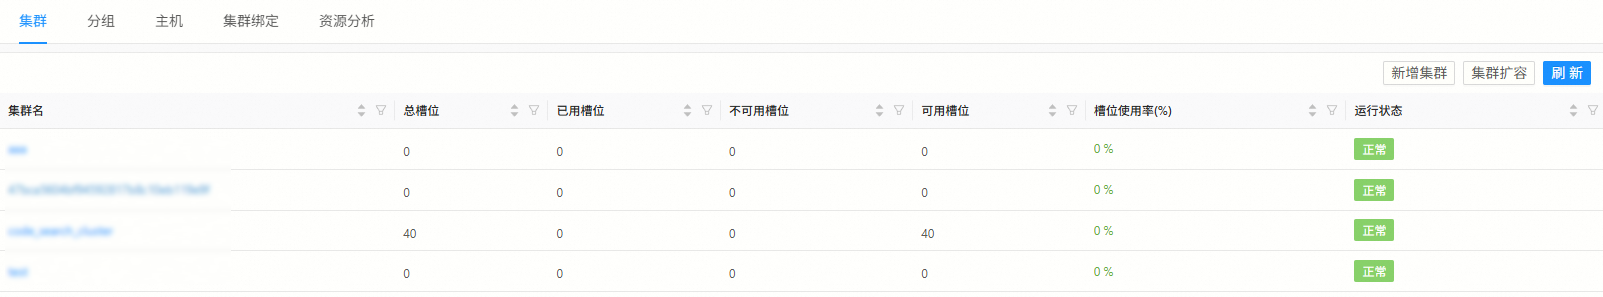 集群 分组 主机 集群绑定 资源分析
新增集群 集群扩容 刷 新
集群名 总槽位 已用槽位 不可用槽位 可用槽位 槽位使用率(%) 运行状态
0 0 0 0 0 % 正常
0 0 0 0 0 % 正常
code_search_cluster 40 0 0 40 0 % 正常
test 0 0 0 0 0 % 正常